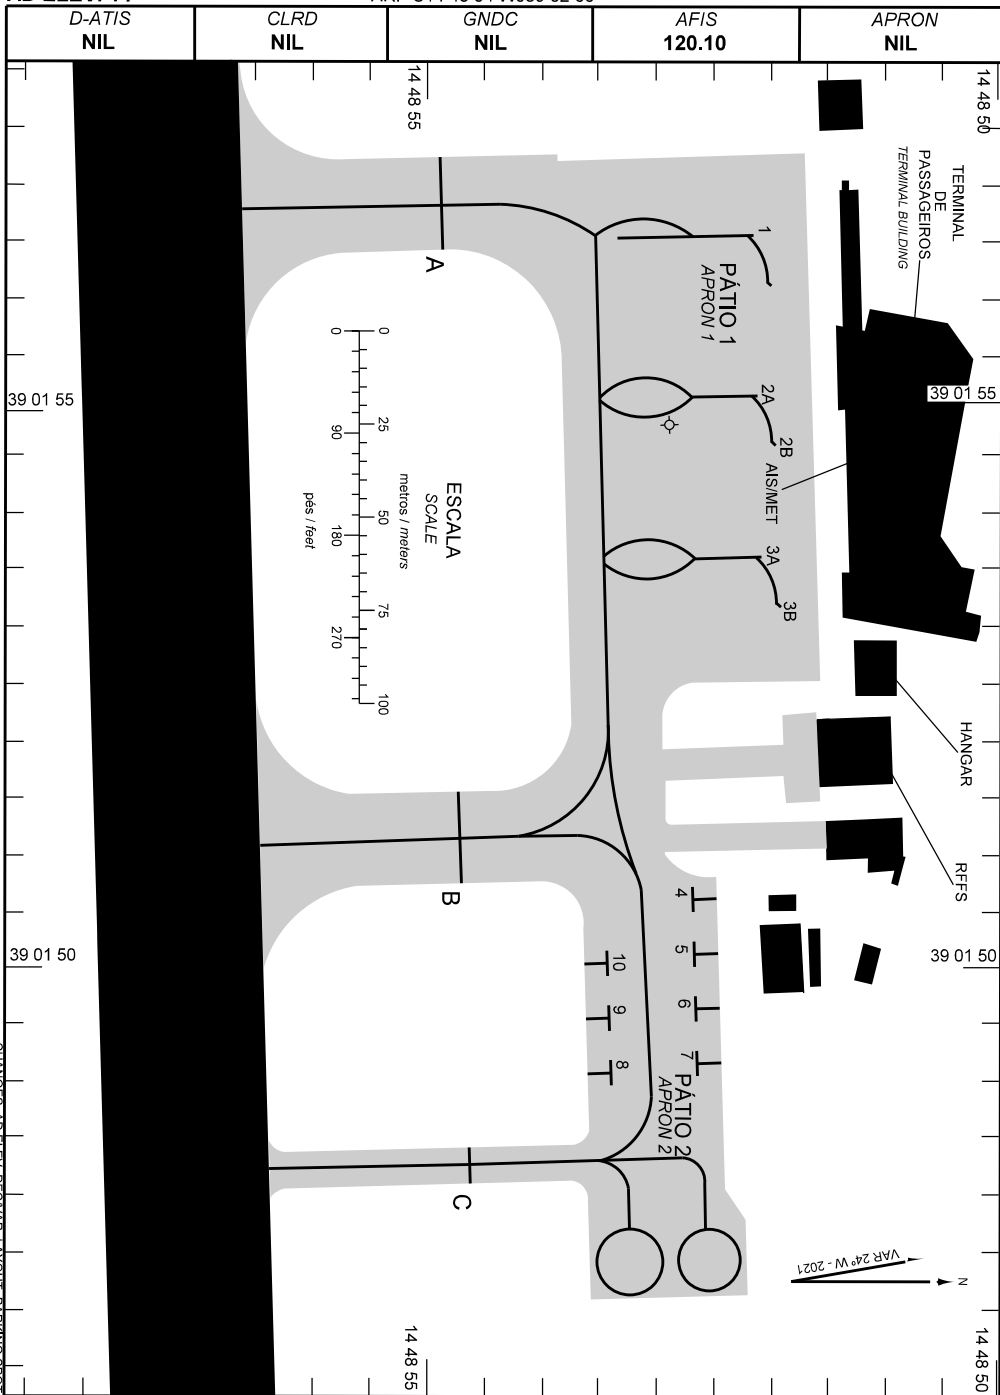 D-ATIS
NIL
CLRD
NIL
GNDC
NIL
AFIS
120.10
APRON
NIL
14 48 55
14 48 50
TERMINAL
DE
PASSAGEIROS
TERMINAL BUILDING
A
1
PÁTIO 1
APRON 1
39 01 55
39 01 55
2A
2B
AIS/MET
3A
3B
ESCALA
SCALE
metros / meters
pés / feet
0
25
50
75
100
0
90
180
270
HANGAR
RFFS
B
4
5
6
7
10
9
8
39 01 50
39 01 50
PÁTIO 2
APRON 2
C
VAR 24° W - 2021
N
14 48 55
14 48 50